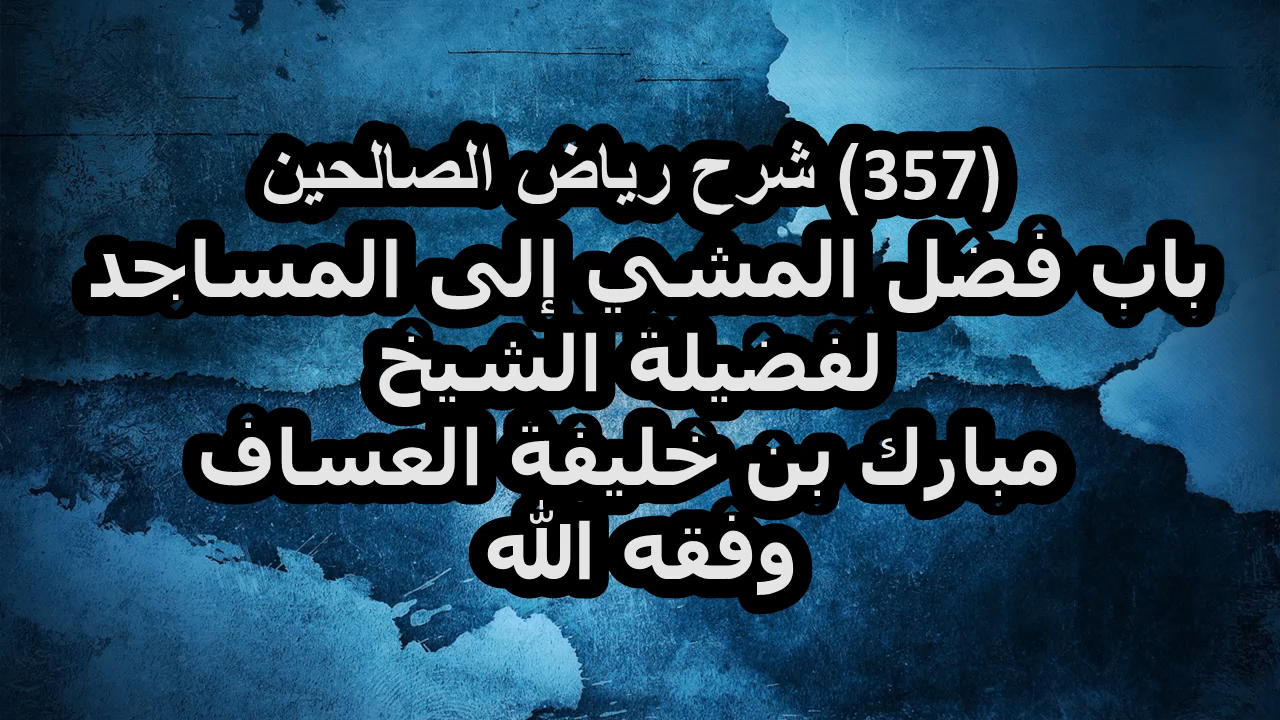 (357) شرح رياض الصالحين
باب فضل المشي إلى المساجد
لفضيلة الشيخ
مبارك بن خليفة العساف
وفقه الله